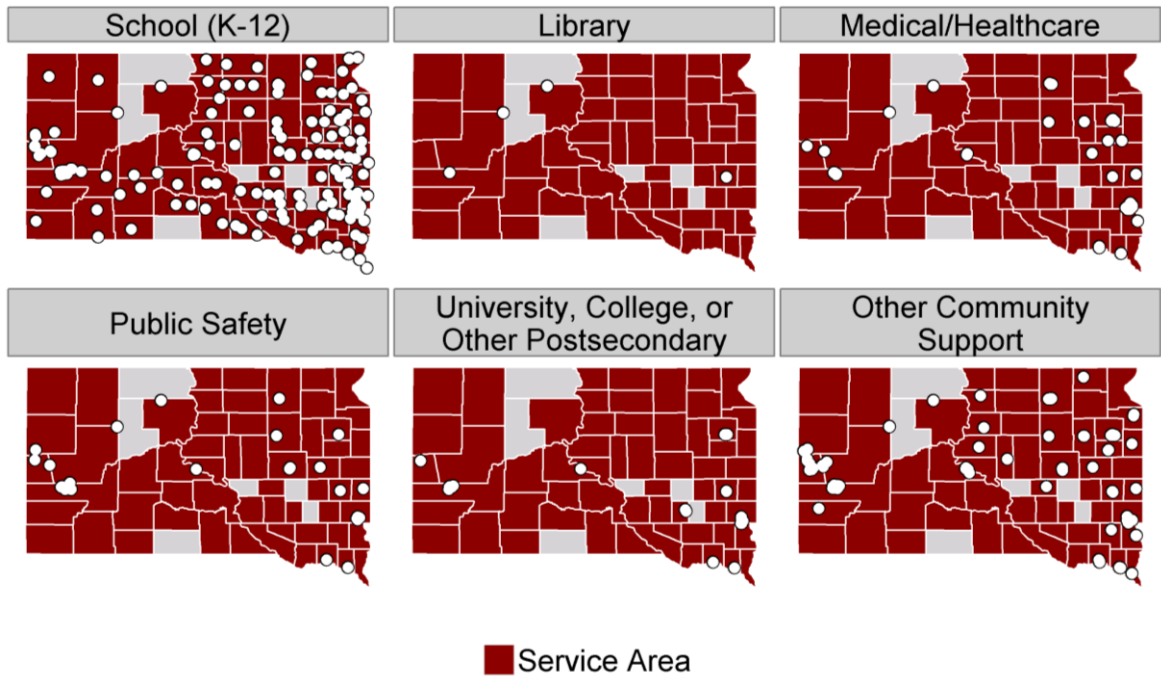 School (K-12)
Library
Medical/Healthcare
Public Safety
University, College, or
Other Postsecondary
Other Community
Support
Service Area